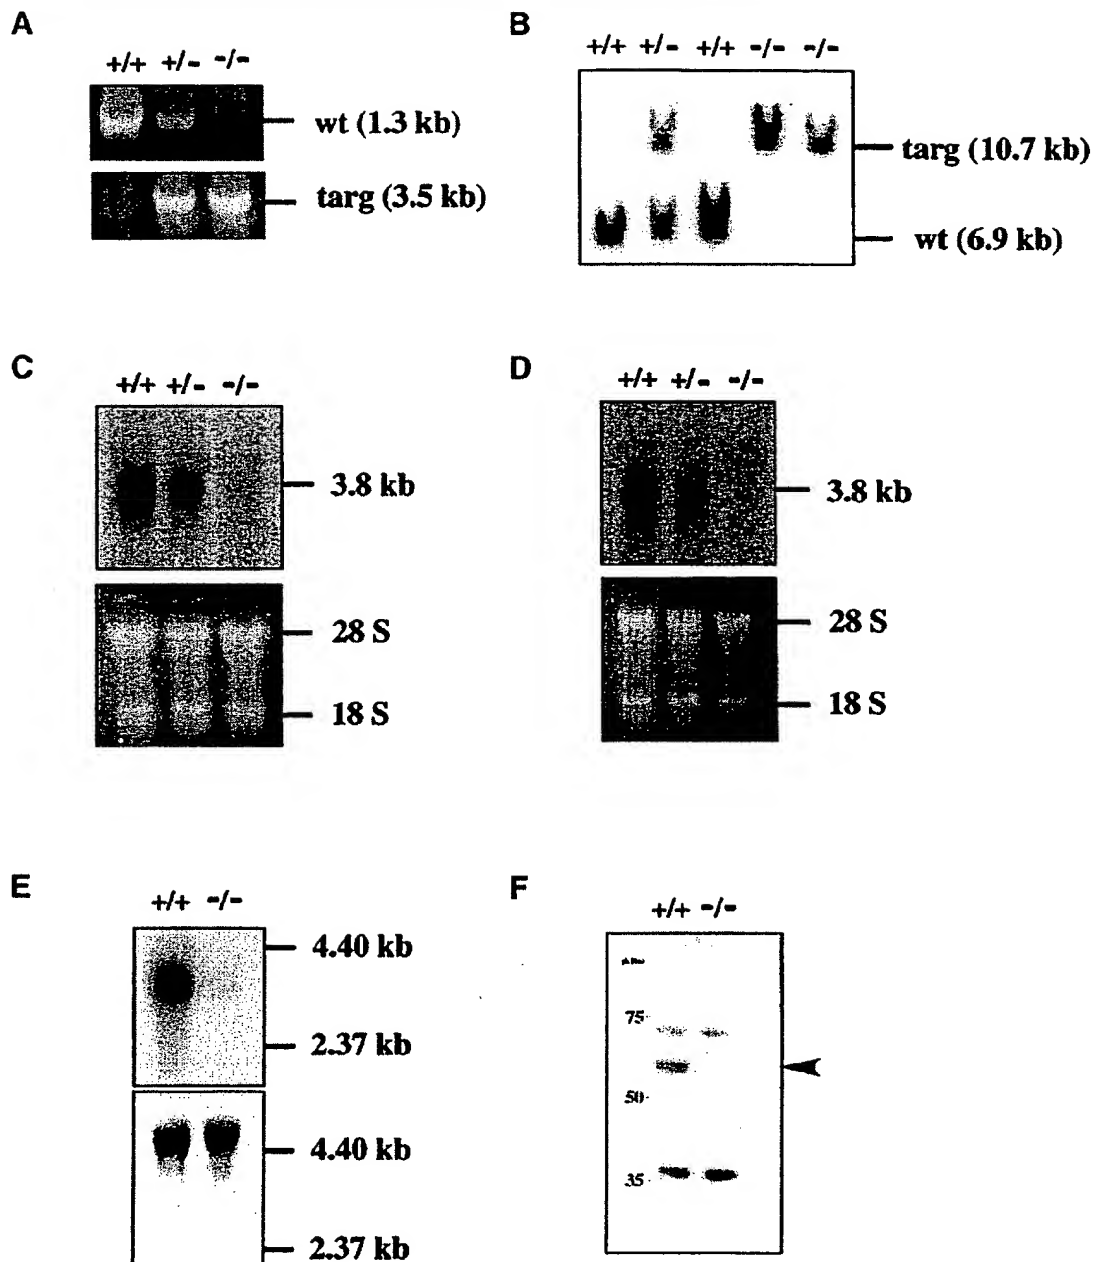 A
+/+ +/- -/-
wt (1.3 kb)
targ (3.5 kb)
B
+/+ +/- +/+ -/- -/-
targ (10.7 kb)
wt (6.9 kb)
C
+/+ +/- -/-
3.8 kb
28 S
18 S
D
+/+ +/- -/-
3.8 kb
28 S
18 S
E
+/+ -/-
4.40 kb
2.37 kb
4.40 kb
2.37 kb
F
+/+ -/-
75
50
35